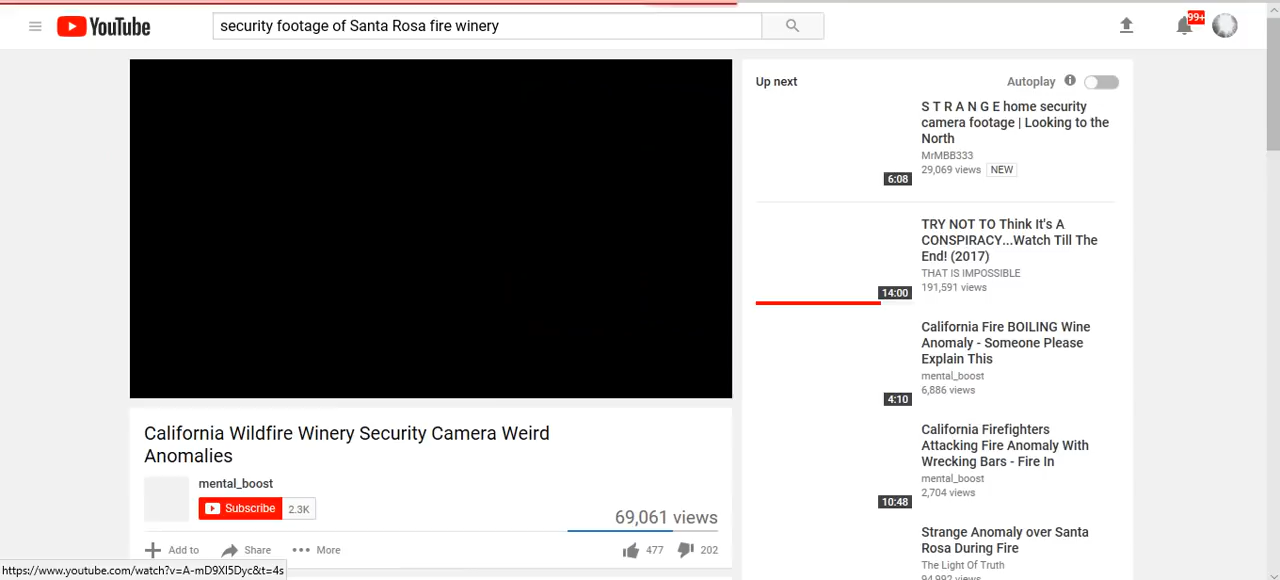 YouTube
security footage of Santa Rosa fire winery
99+
Up next
Autoplay
S T R A N G E home security
camera footage | Looking to the
North
MrMBB333
29,069 views NEW
6:08
TRY NOT TO Think It's A
CONSPIRACY...Watch Till The
End! (2017)
THAT IS IMPOSSIBLE
191,591 views
14:00
California Fire BOILING Wine
Anomaly - Someone Please
Explain This
mental_boost
6,886 views
4:10
California Firefighters
Attacking Fire Anomaly With
Wrecking Bars - Fire In
mental_boost
2,704 views
10:48
Strange Anomaly over Santa
Rosa During Fire
The Light Of Truth
94,992 views
California Wildfire Winery Security Camera Weird
Anomalies
mental_boost
Subscribe 2.3K
69,061 views
Add to Share More 477 202
https://www.youtube.com/watch?v=A-mD9XI5Dyc&t=4s